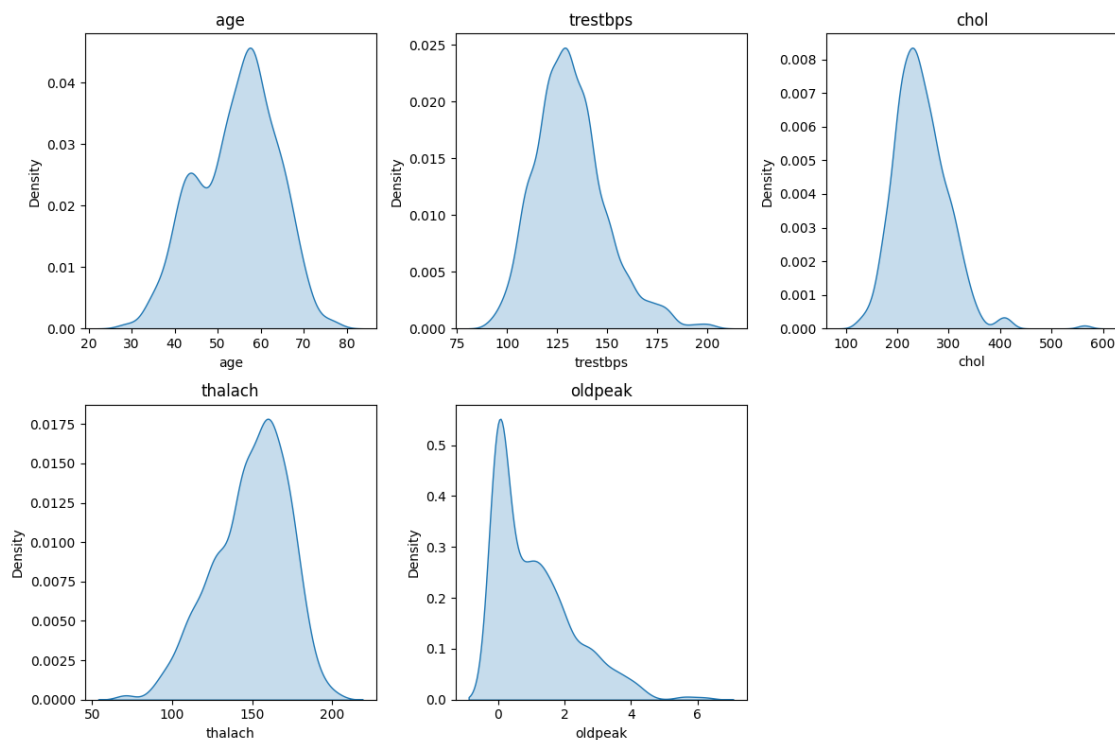 age
Density
0.04
0.03
0.02
0.01
0.00
20 30 40 50 60 70 80
age
trestbps
Density
0.025
0.020
0.015
0.010
0.005
0.000
75 100 125 150 175 200
trestbps
chol
Density
0.008
0.007
0.006
0.005
0.004
0.003
0.002
0.001
0.000
100 200 300 400 500 600
chol
thalach
Density
0.0175
0.0150
0.0125
0.0100
0.0075
0.0050
0.0025
0.0000
50 100 150 200
thalach
oldpeak
Density
0.5
0.4
0.3
0.2
0.1
0.0
0 2 4 6
oldpeak